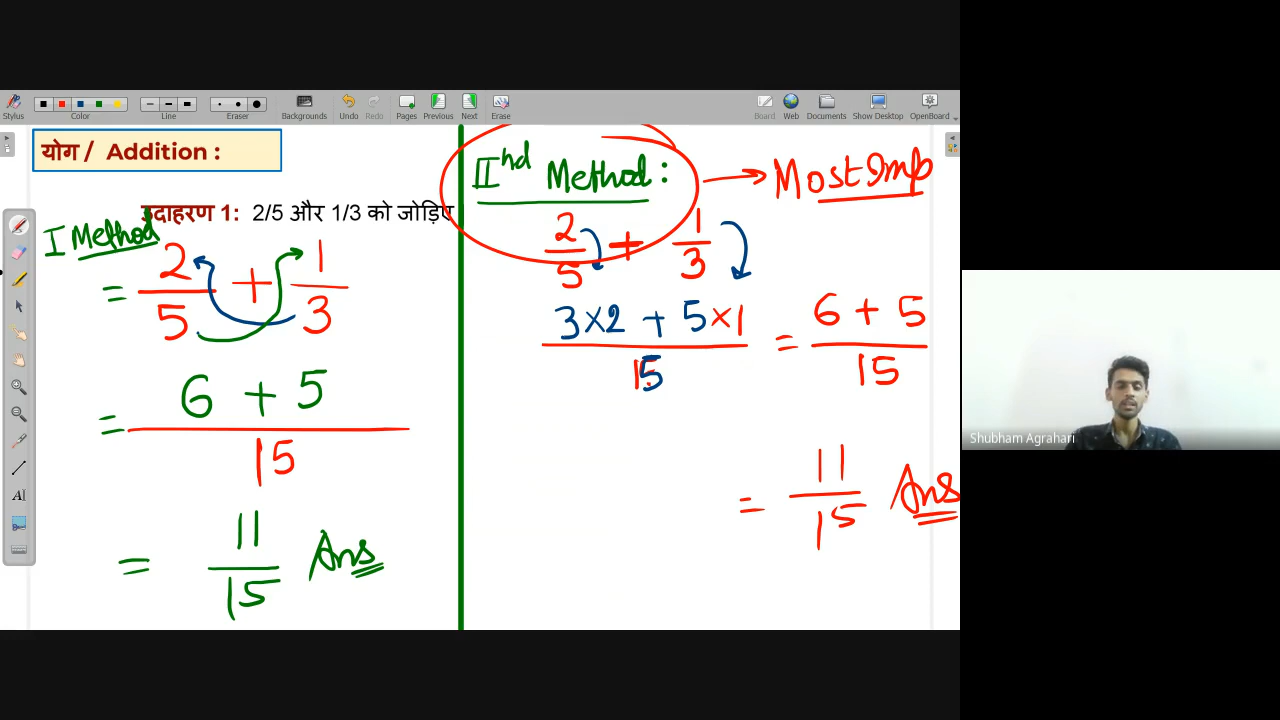 Stylus Color Line Eraser Backgrounds Undo Redo Pages Previous Next Erase Board Web Documents Show Desktop OpenBoard
योग / Addition :
उदाहरण 1: 2/5 और 1/3 को जोड़िए
I Method
= 2/5 + 1/3
= 6 + 5 / 15
= 11/15 Ans
IInd Method : → Most Imp
2/5 + 1/3
3×2 + 5×1 / 15 = 6 + 5 / 15
= 11/15 Ans
Shubham Agrahari